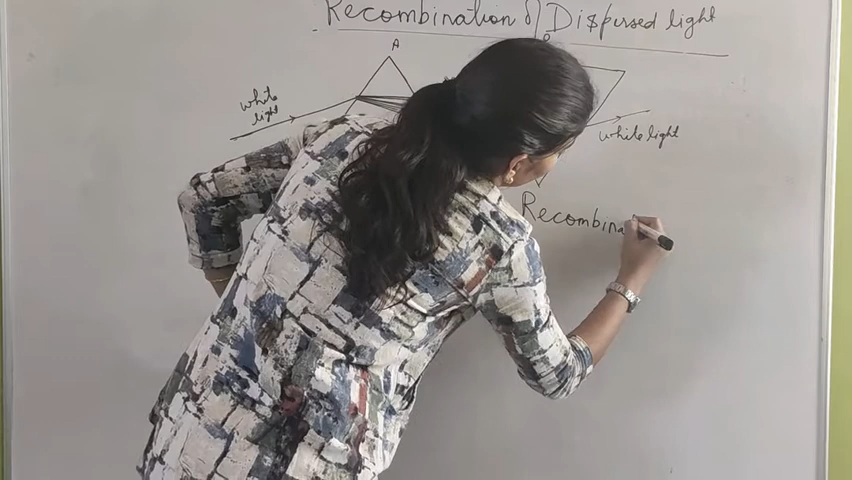 Recombination of Dispersed light
A
white
light
white light
Recombina